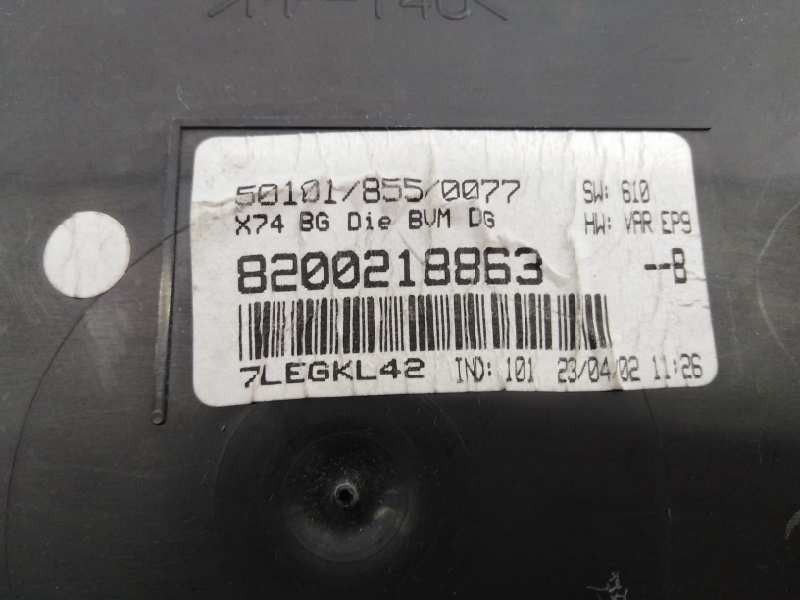 50101/855/0077
SW: 610
X74 BG Die BVM DG
HW: VAR EP9
8200218863
--B
7LEGKL42 IND: 101 23/04/02 11:26